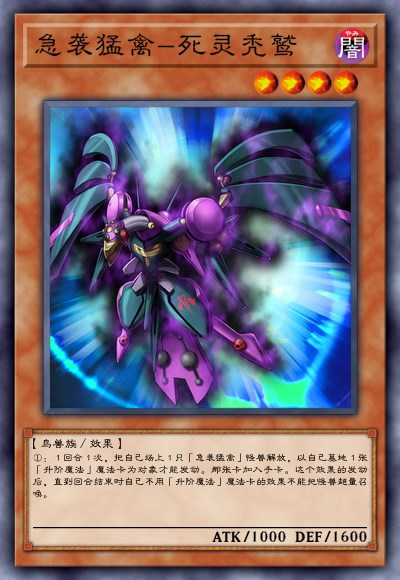 急袭猛禽-死灵秃鹫
やみ
闇
【鸟兽族/效果】
①：1回合1次，把自己场上1只「急袭猛禽」怪兽解放，以自己墓地1张
「升阶魔法」魔法卡为对象才能发动。那张卡加入手卡。这个效果的发动
后，直到回合结束时自己不用「升阶魔法」魔法卡的效果不能把怪兽超量召
唤。
ATK/1000 DEF/1600